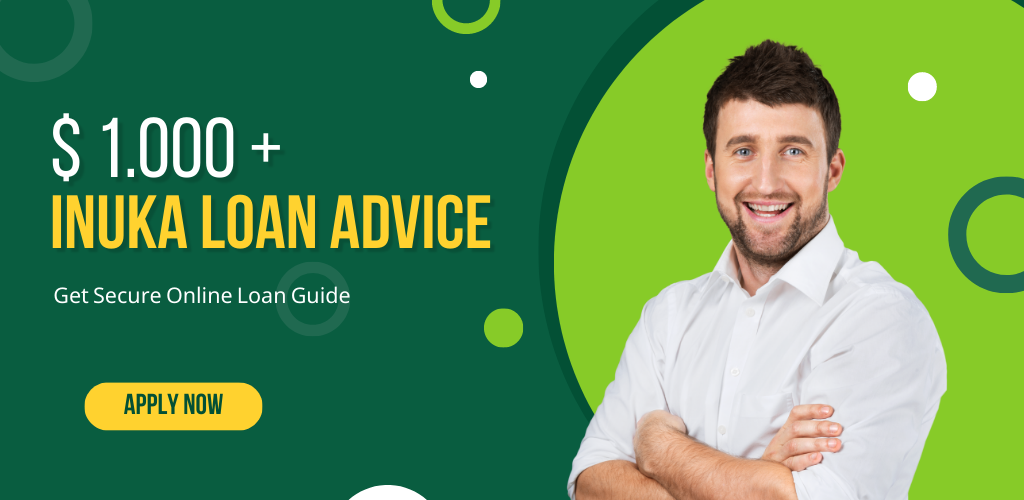 $ 1.000 +
INUKA LOAN ADVICE
Get Secure Online Loan Guide
APPLY NOW